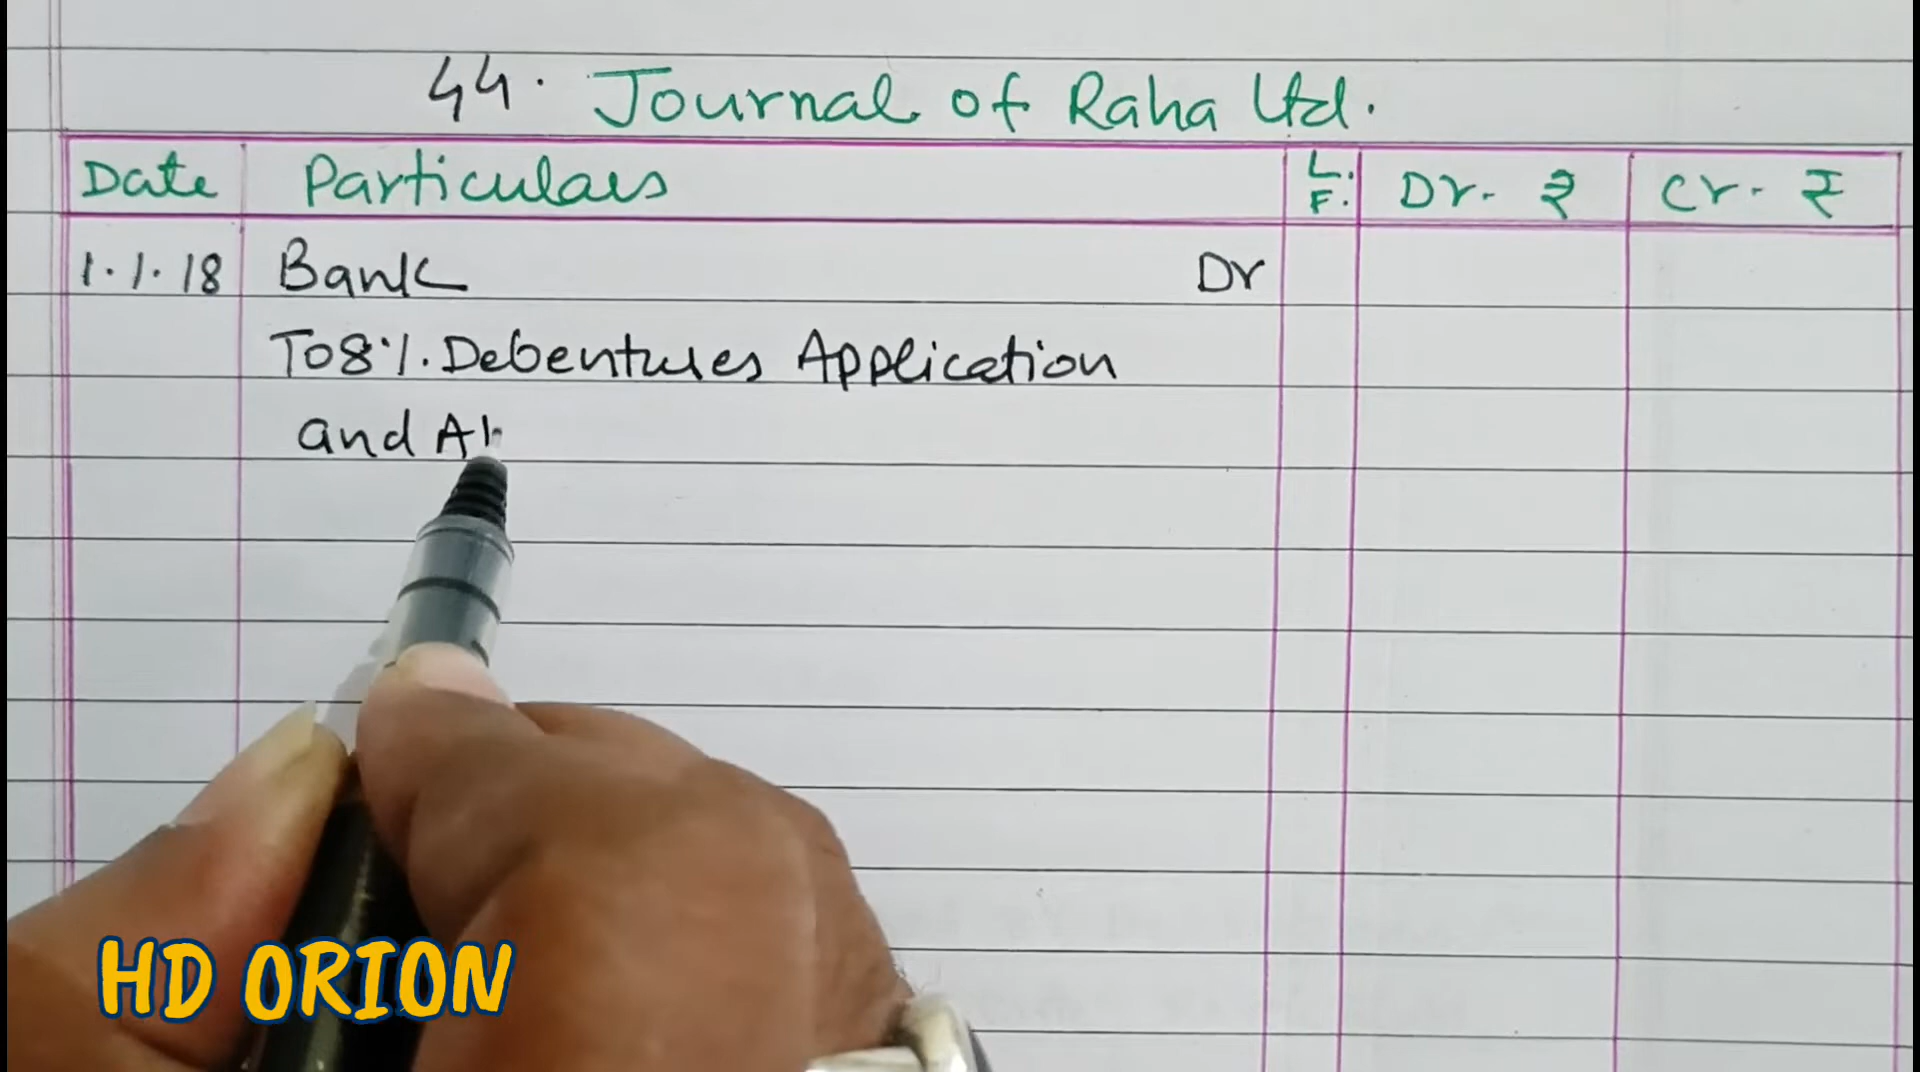 44. Journal of Raha Ltd.
Date Particulars L.F. Dr. ₹ Cr. ₹
1.1.18 Bank Dr
To 8%. Debentures Application
and Al
HD ORION